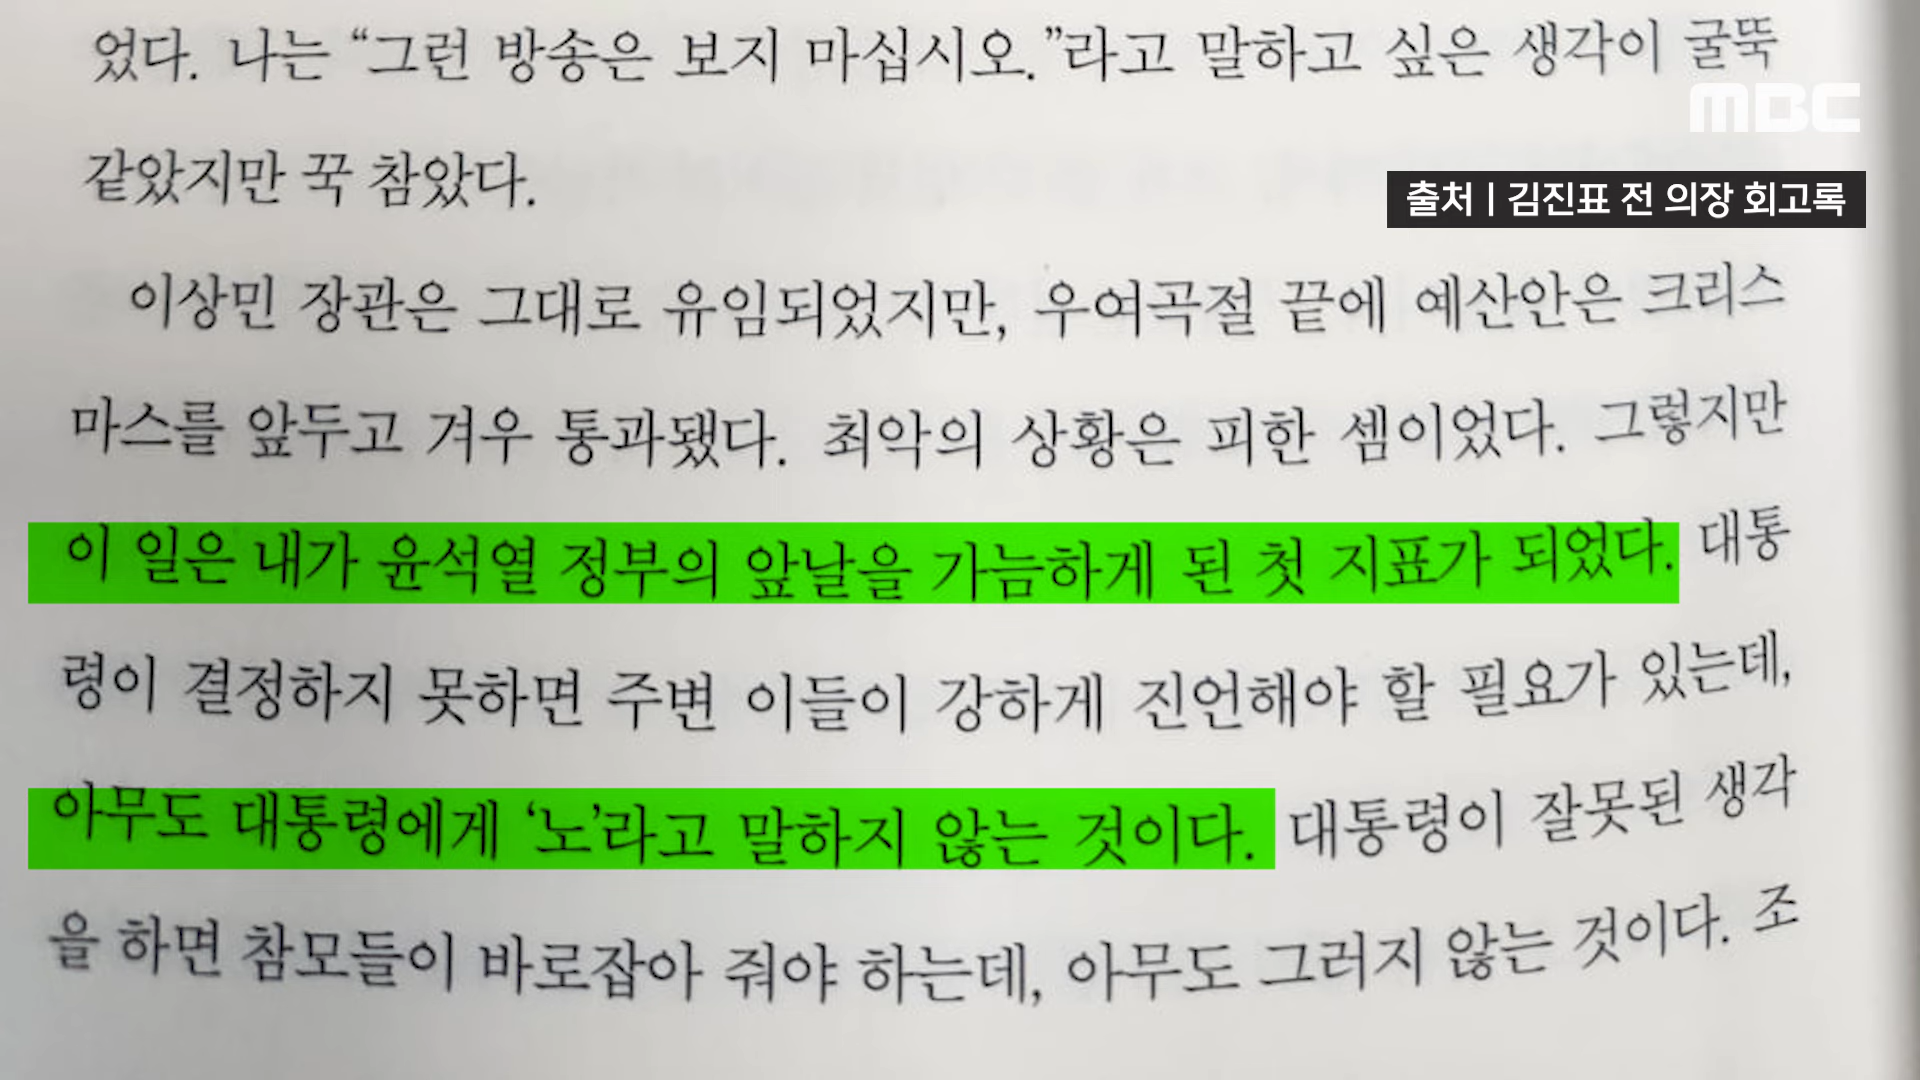 었다. 나는 “그런 방송은 보지 마십시오.”라고 말하고 싶은 생각이 굴뚝
MBC
같았지만 꾹 참았다.
출처 | 김진표 전 의장 회고록
이상민 장관은 그대로 유임되었지만, 우여곡절 끝에 예산안은 크리스
마스를 앞두고 겨우 통과됐다. 최악의 상황은 피한 셈이었다. 그렇지만
이 일은 내가 윤석열 정부의 앞날을 가늠하게 된 첫 지표가 되었다. 대통
령이 결정하지 못하면 주변 이들이 강하게 진언해야 할 필요가 있는데,
아무도 대통령에게 ‘노’라고 말하지 않는 것이다. 대통령이 잘못된 생각
을 하면 참모들이 바로잡아 줘야 하는데, 아무도 그러지 않는 것이다. 조